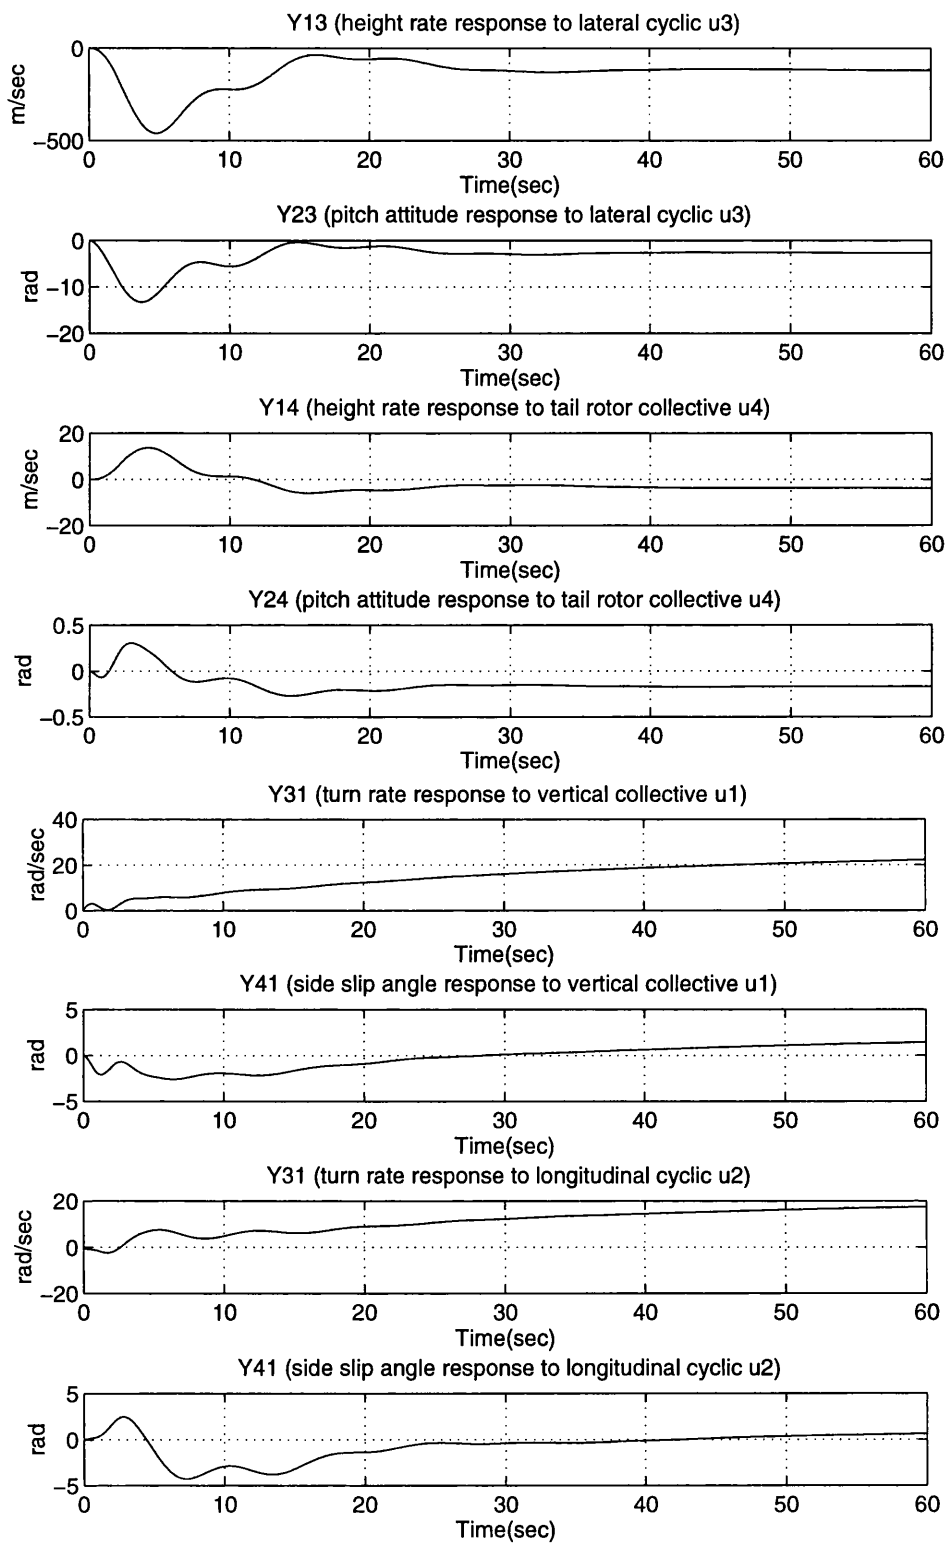 Y13 (height rate response to lateral cyclic u3)
0
−500
m/sec
0 10 20 30 40 50 60
Time(sec)
Y23 (pitch attitude response to lateral cyclic u3)
0
−10
−20
rad
0 10 20 30 40 50 60
Time(sec)
Y14 (height rate response to tail rotor collective u4)
20
0
−20
m/sec
0 10 20 30 40 50 60
Time(sec)
Y24 (pitch attitude response to tail rotor collective u4)
0.5
0
−0.5
rad
0 10 20 30 40 50 60
Time(sec)
Y31 (turn rate response to vertical collective u1)
40
20
0
rad/sec
0 10 20 30 40 50 60
Time(sec)
Y41 (side slip angle response to vertical collective u1)
5
0
−5
rad
0 10 20 30 40 50 60
Time(sec)
Y31 (turn rate response to longitudinal cyclic u2)
20
0
−20
rad/sec
0 10 20 30 40 50 60
Time(sec)
Y41 (side slip angle response to longitudinal cyclic u2)
5
0
−5
rad
0 10 20 30 40 50 60
Time(sec)